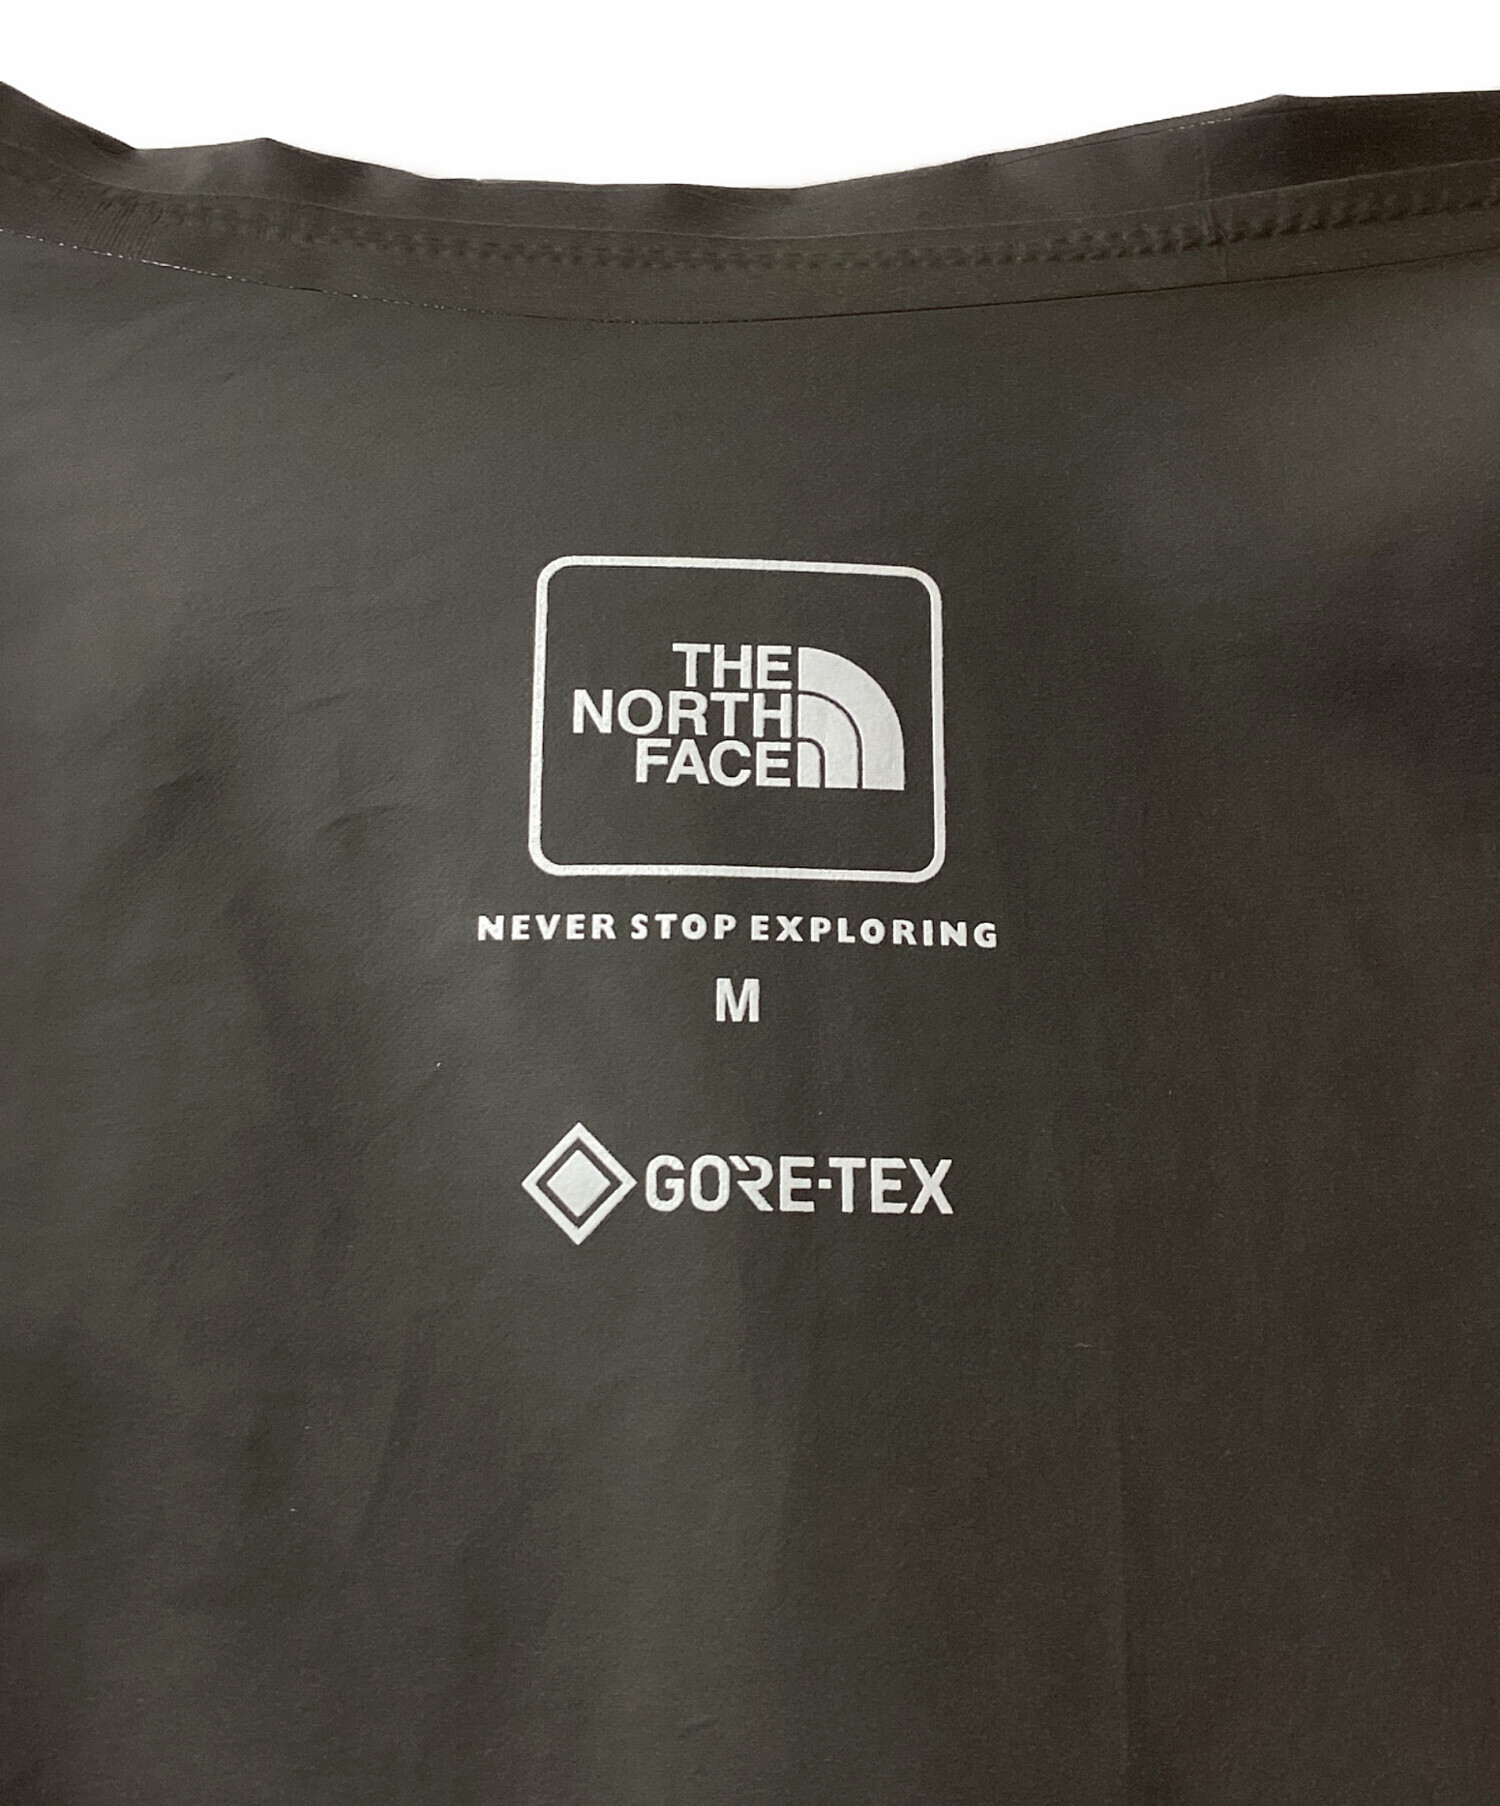 THE
NORTH
FACE
NEVER STOP EXPLORING
M
GORE-TEX